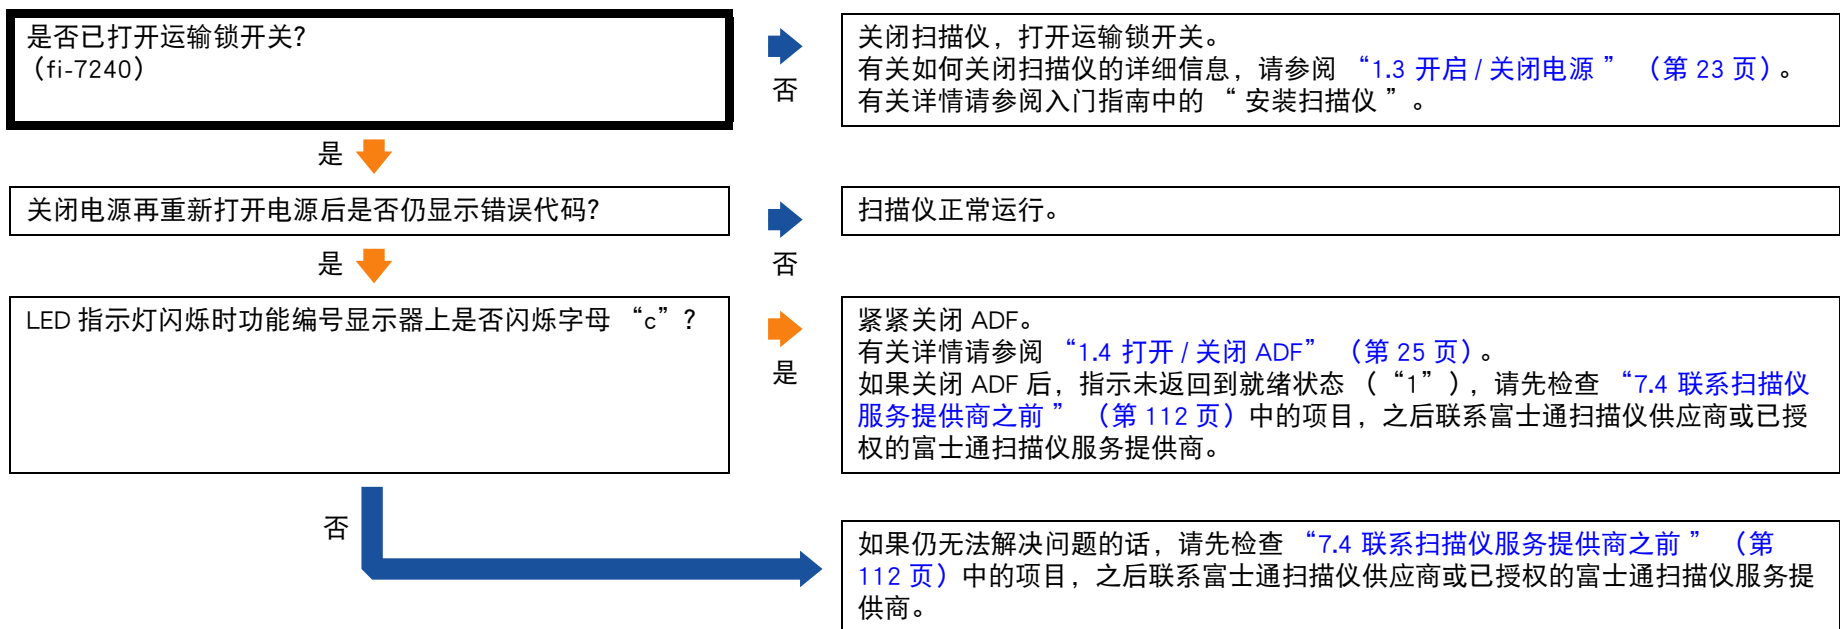 是否已打开运输锁开关?
（fi-7240）
否
关闭扫描仪，打开运输锁开关。
有关如何关闭扫描仪的详细信息，请参阅 “1.3 开启 / 关闭电源 ” （第 23 页）。
有关详情请参阅入门指南中的 “ 安装扫描仪 ”。
是
关闭电源再重新打开电源后是否仍显示错误代码?
否
扫描仪正常运行。
是
LED 指示灯闪烁时功能编号显示器上是否闪烁字母 “c”?
是
紧紧关闭 ADF。
有关详情请参阅 “1.4 打开 / 关闭 ADF” （第 25 页）。
如果关闭 ADF 后，指示未返回到就绪状态 （“1”），请先检查 “7.4 联系扫描仪
服务提供商之前 ” （第 112 页）中的项目，之后联系富士通扫描仪供应商或已授
权的富士通扫描仪服务提供商。
否
如果仍无法解决问题的话，请先检查 “7.4 联系扫描仪服务提供商之前 ” （第
112 页）中的项目，之后联系富士通扫描仪供应商或已授权的富士通扫描仪服务提
供商。